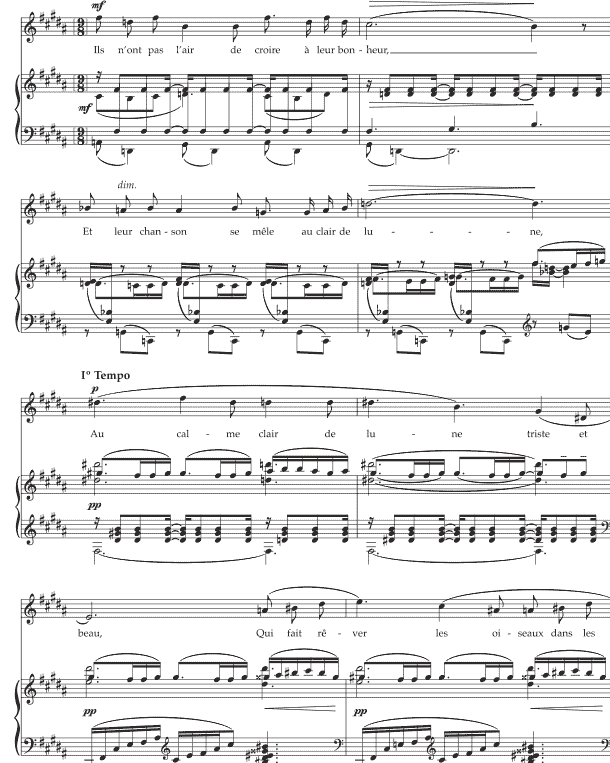 mf
Ils n'ont pas l'air de croire à leur bon - heur,
mf
dim.
Et leur chan - son se mêle au clair de lu - - - - ne,
Iº Tempo
p
Au cal - me clair de lu - ne triste et
pp
beau, Qui fait rê - ver les oi - seaux dans les
pp pp